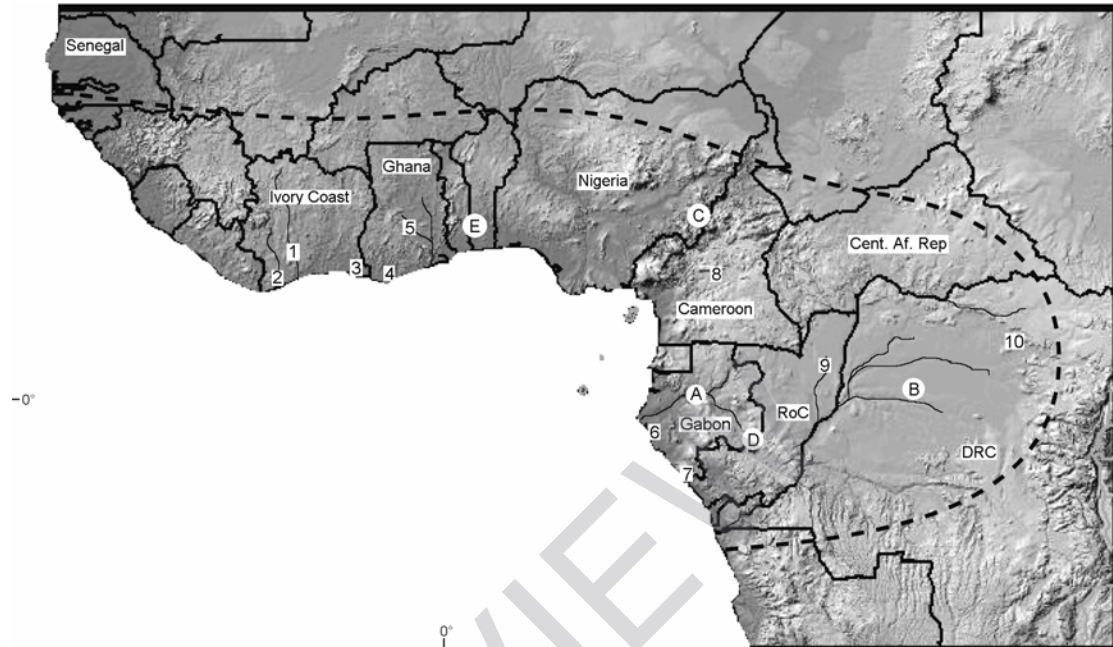 Senegal
Ghana
Ivory Coast
Nigeria
C
5
E
Cent. Af. Rep
1
2
3
4
8
Cameroon
10
9
A
B
0°
6
Gabon
RoC
D
DRC
7
0°